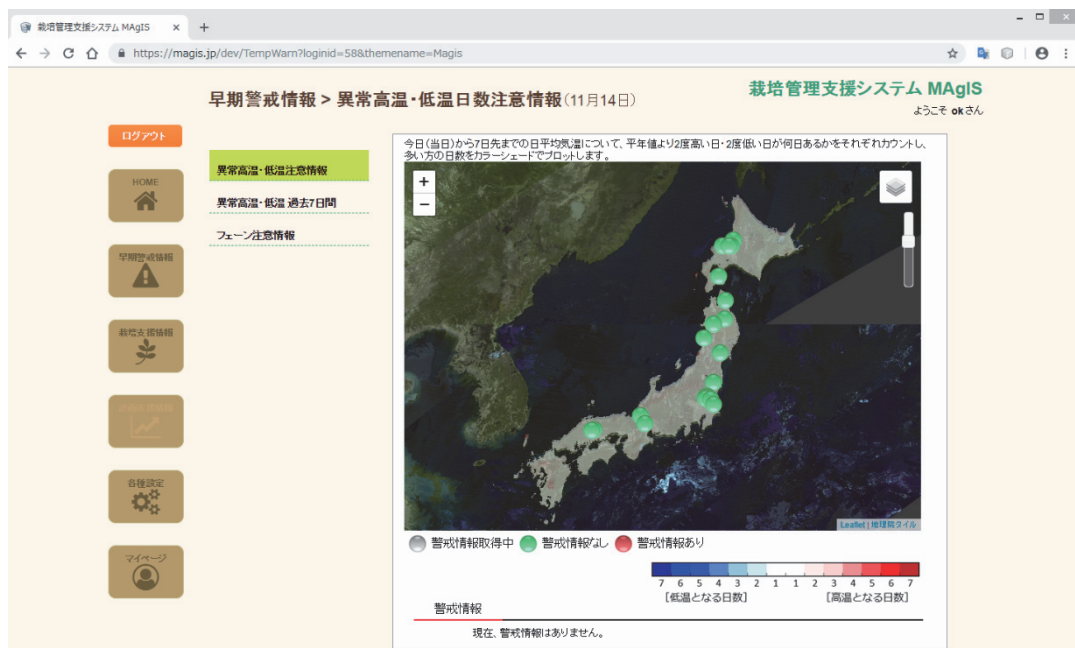 栽培管理支援システム MAgIS
https://magis.jp/dev/TempWarn?loginid=58&themename=Magis
早期警戒情報 > 異常高温・低温日数注意情報(11月14日)
栽培管理支援システム MAgIS
ようこそ okさん
ログアウト
HOME
早期警戒情報
栽培支援情報
各種設定
マイページ
異常高温・低温注意情報
異常高温・低温 過去7日間
フェーン注意情報
今日(当日)から7日先までの日平均気温について、平年値より2度高い日・2度低い日が何日あるかをそれぞれカウントし、
多い方の日数をカラーシェードでプロットします。
+
−
Leaflet | 地理院タイル
警戒情報取得中 警戒情報なし 警戒情報あり
7 6 5 4 3 2 1 1 2 3 4 5 6 7
[低温となる日数] [高温となる日数]
警戒情報
現在、警戒情報はありません。